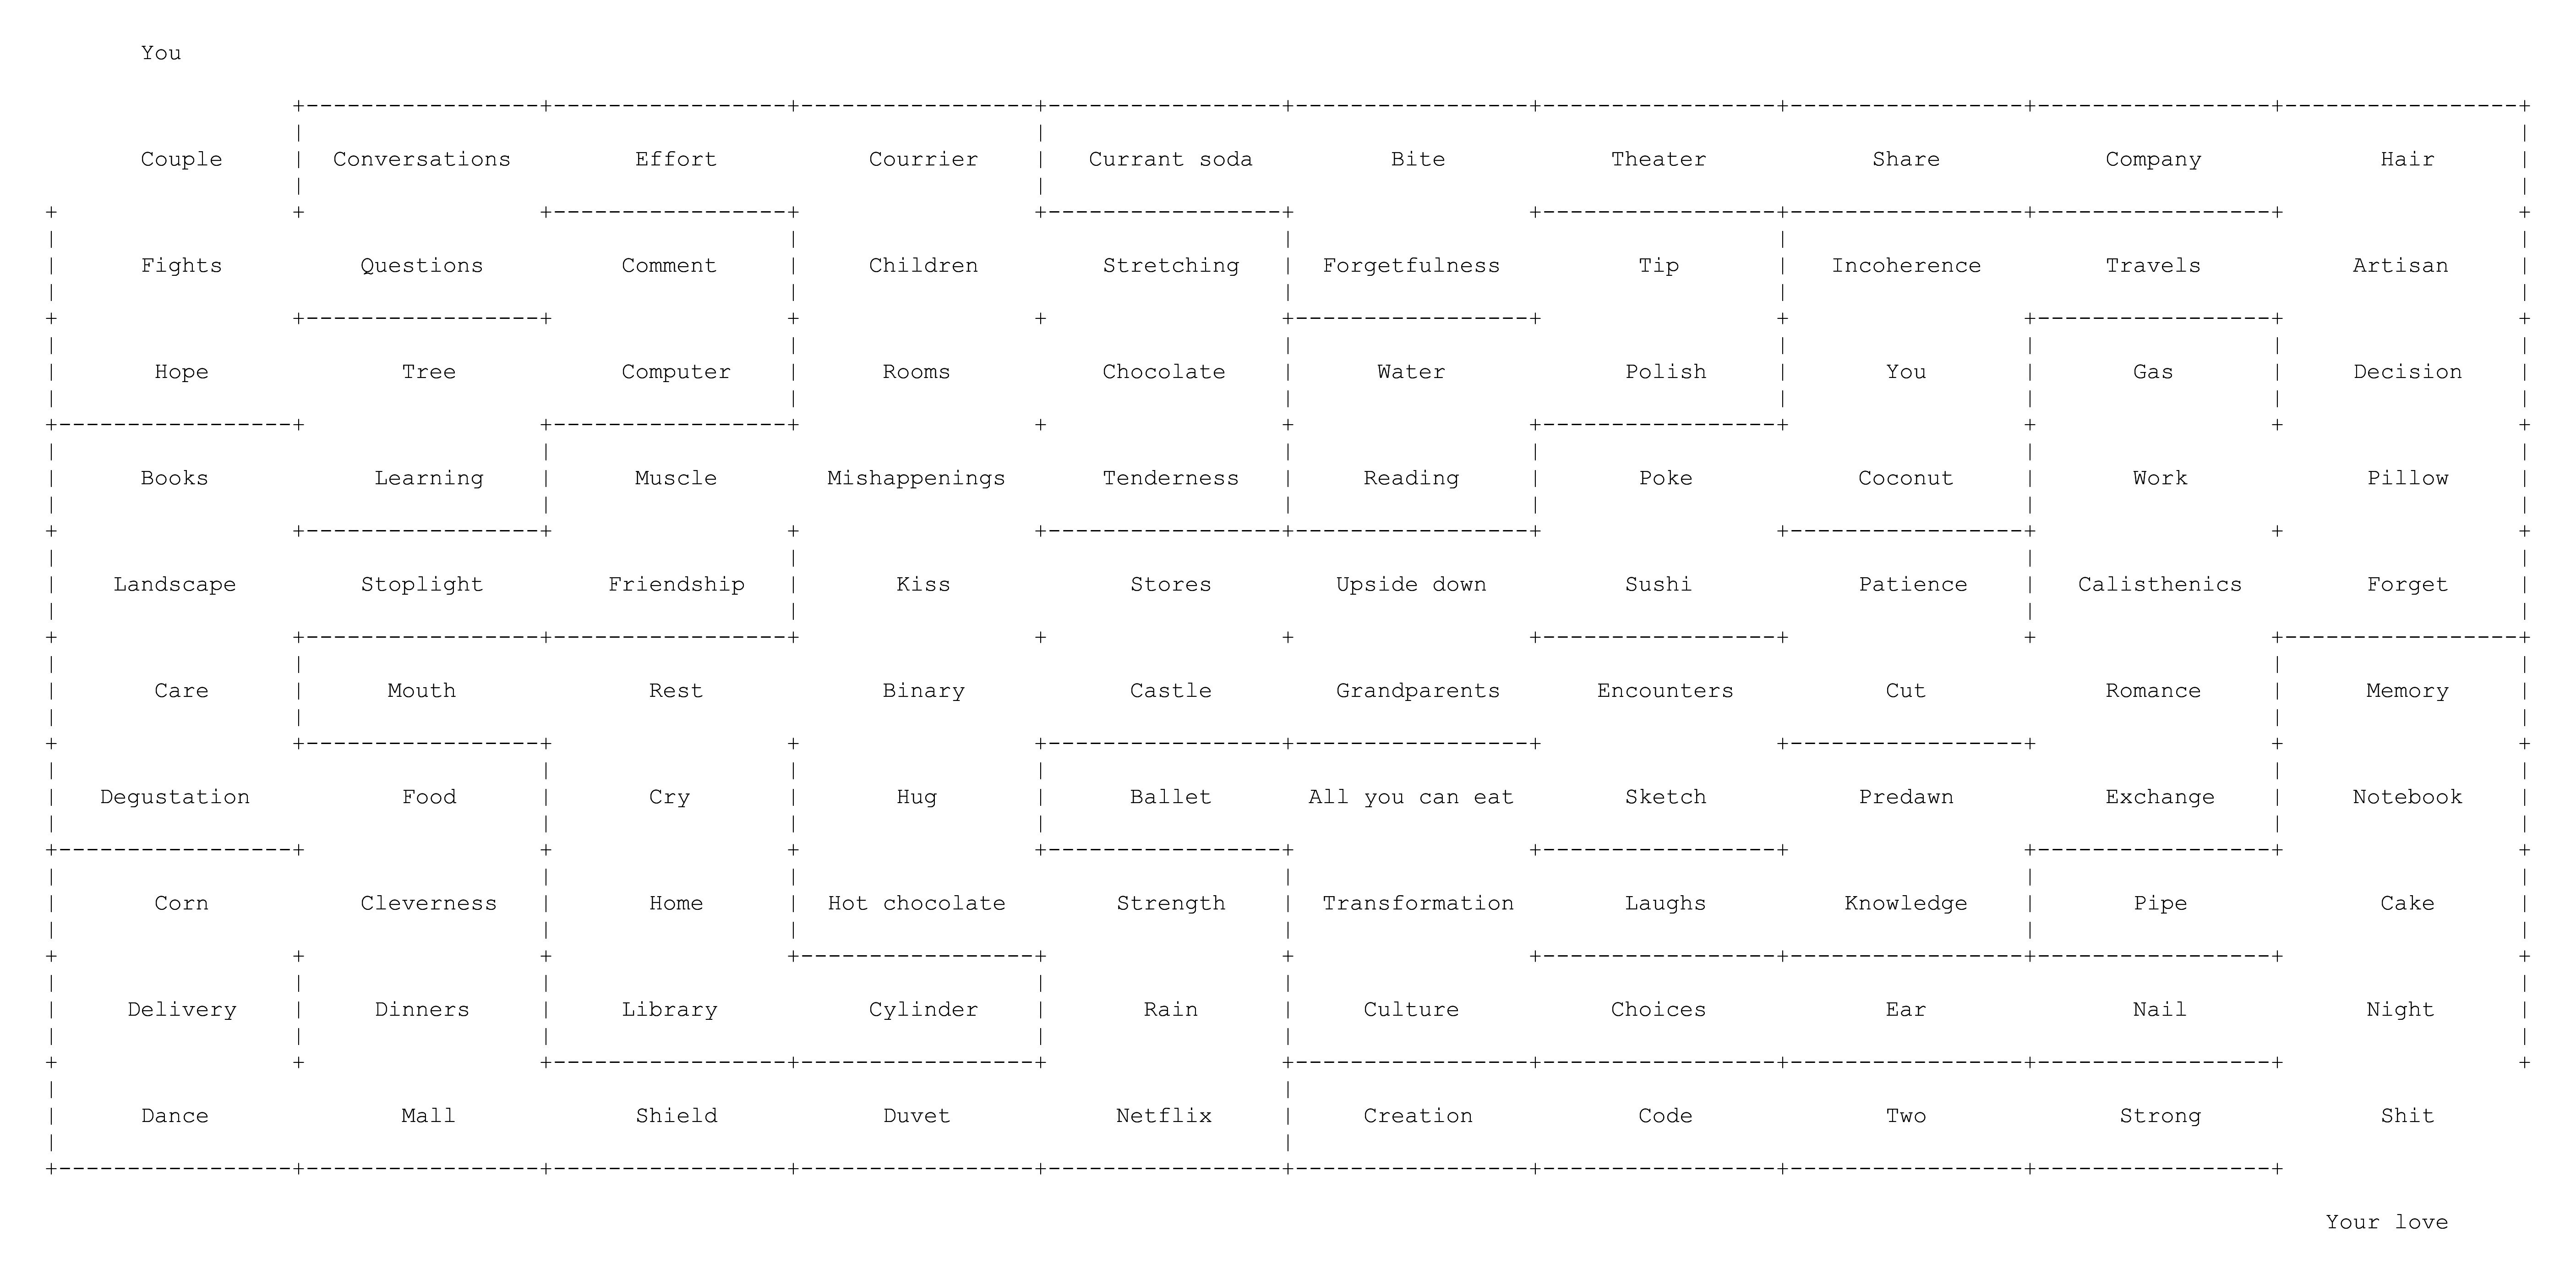 You
Couple Conversations Effort Courrier Currant soda Bite Theater Share Company Hair
Fights Questions Comment Children Stretching Forgetfulness Tip Incoherence Travels Artisan
Hope Tree Computer Rooms Chocolate Water Polish You Gas Decision
Books Learning Muscle Mishappenings Tenderness Reading Poke Coconut Work Pillow
Landscape Stoplight Friendship Kiss Stores Upside down Sushi Patience Calisthenics Forget
Care Mouth Rest Binary Castle Grandparents Encounters Cut Romance Memory
Degustation Food Cry Hug Ballet All you can eat Sketch Predawn Exchange Notebook
Corn Cleverness Home Hot chocolate Strength Transformation Laughs Knowledge Pipe Cake
Delivery Dinners Library Cylinder Rain Culture Choices Ear Nail Night
Dance Mall Shield Duvet Netflix Creation Code Two Strong Shit
Your love